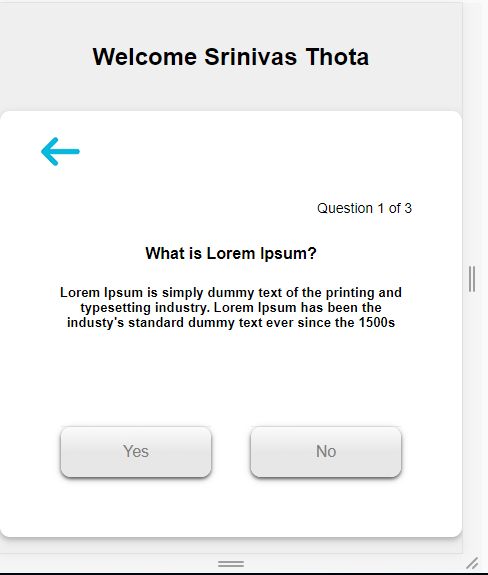 Welcome Srinivas Thota
Question 1 of 3
What is Lorem Ipsum?
Lorem Ipsum is simply dummy text of the printing and
typesetting industry. Lorem Ipsum has been the
industy's standard dummy text ever since the 1500s
Yes
No